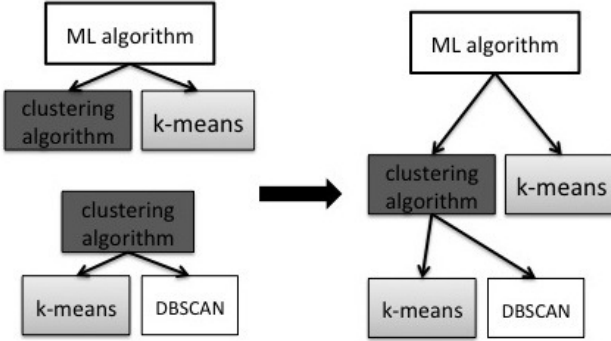 ML algorithm
clustering
algorithm
k-means
clustering
algorithm
k-means
DBSCAN
ML algorithm
clustering
algorithm
k-means
k-means
DBSCAN